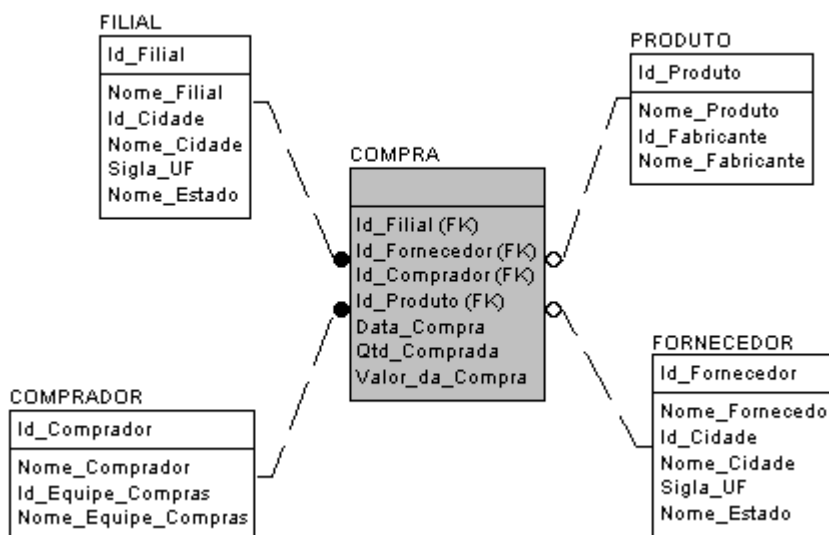 FILIAL
Id_Filial
Nome_Filial
Id_Cidade
Nome_Cidade
Sigla_UF
Nome_Estado
PRODUTO
Id_Produto
Nome_Produto
Id_Fabricante
Nome_Fabricante
COMPRA
Id_Filial (FK)
Id_Fornecedor (FK)
Id_Comprador (FK)
Id_Produto (FK)
Data_Compra
Qtd_Comprada
Valor_da_Compra
COMPRADOR
Id_Comprador
Nome_Comprador
Id_Equipe_Compras
Nome_Equipe_Compras
FORNECEDOR
Id_Fornecedor
Nome_Fornecedo
Id_Cidade
Nome_Cidade
Sigla_UF
Nome_Estado